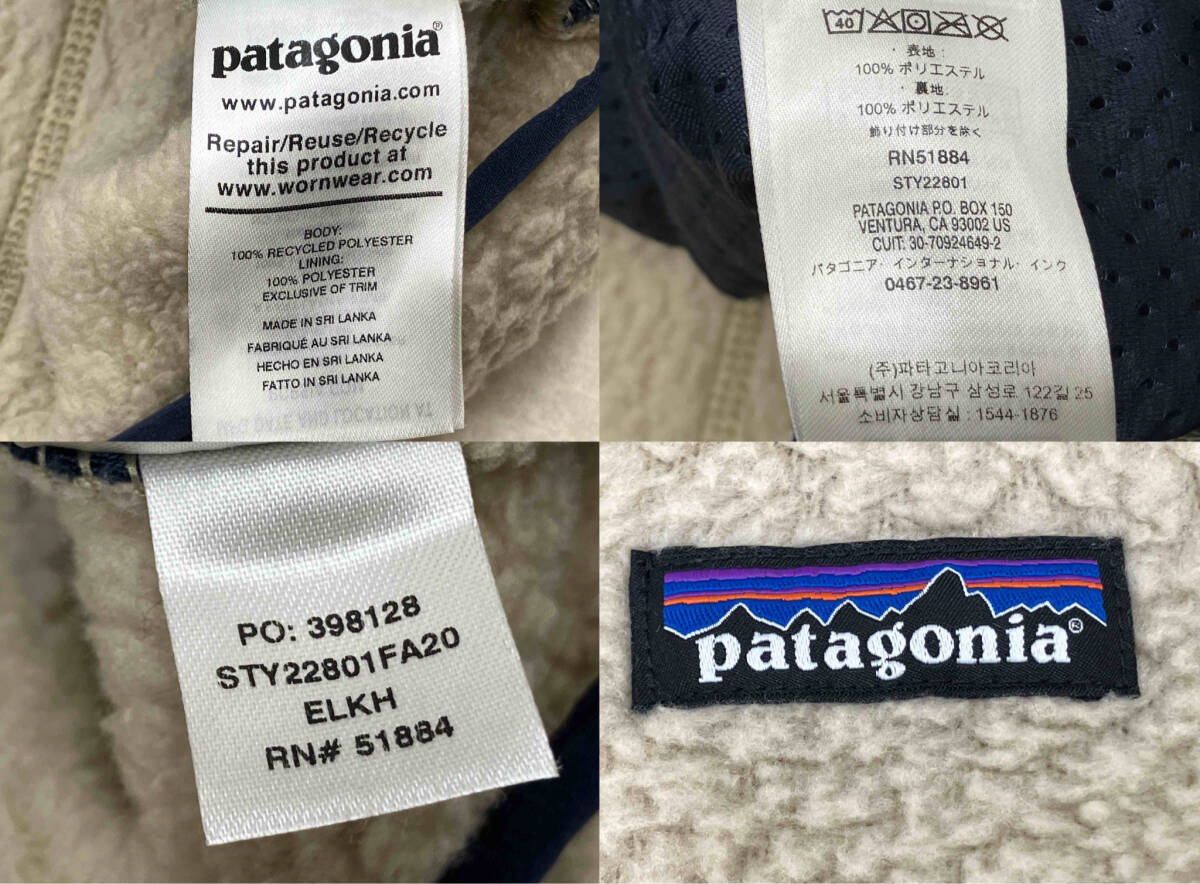 patagonia®
www.patagonia.com
Repair/Reuse/Recycle
this product at
www.wornwear.com
BODY:
100% RECYCLED POLYESTER
LINING:
100% POLYESTER
EXCLUSIVE OF TRIM
MADE IN SRI LANKA
FABRIQUÉ AU SRI LANKA
HECHO EN SRI LANKA
FATTO IN SRI LANKA
MFG DATE AND LOCATION AT
40
・表地:
100% ポリエステル
・裏地:
100% ポリエステル
飾り付け部分を除く
RN51884
STY22801
PATAGONIA P.O. BOX 150
VENTURA, CA 93002 US
CUIT: 30-70924649-2
パタゴニア・インターナショナル・インク
0467-23-8961
(주)파타고니아코리아
서울특별시 강남구 삼성로 122길 25
소비자상담실 : 1544-1876
PO: 398128
STY22801FA20
ELKH
RN# 51884
patagonia®